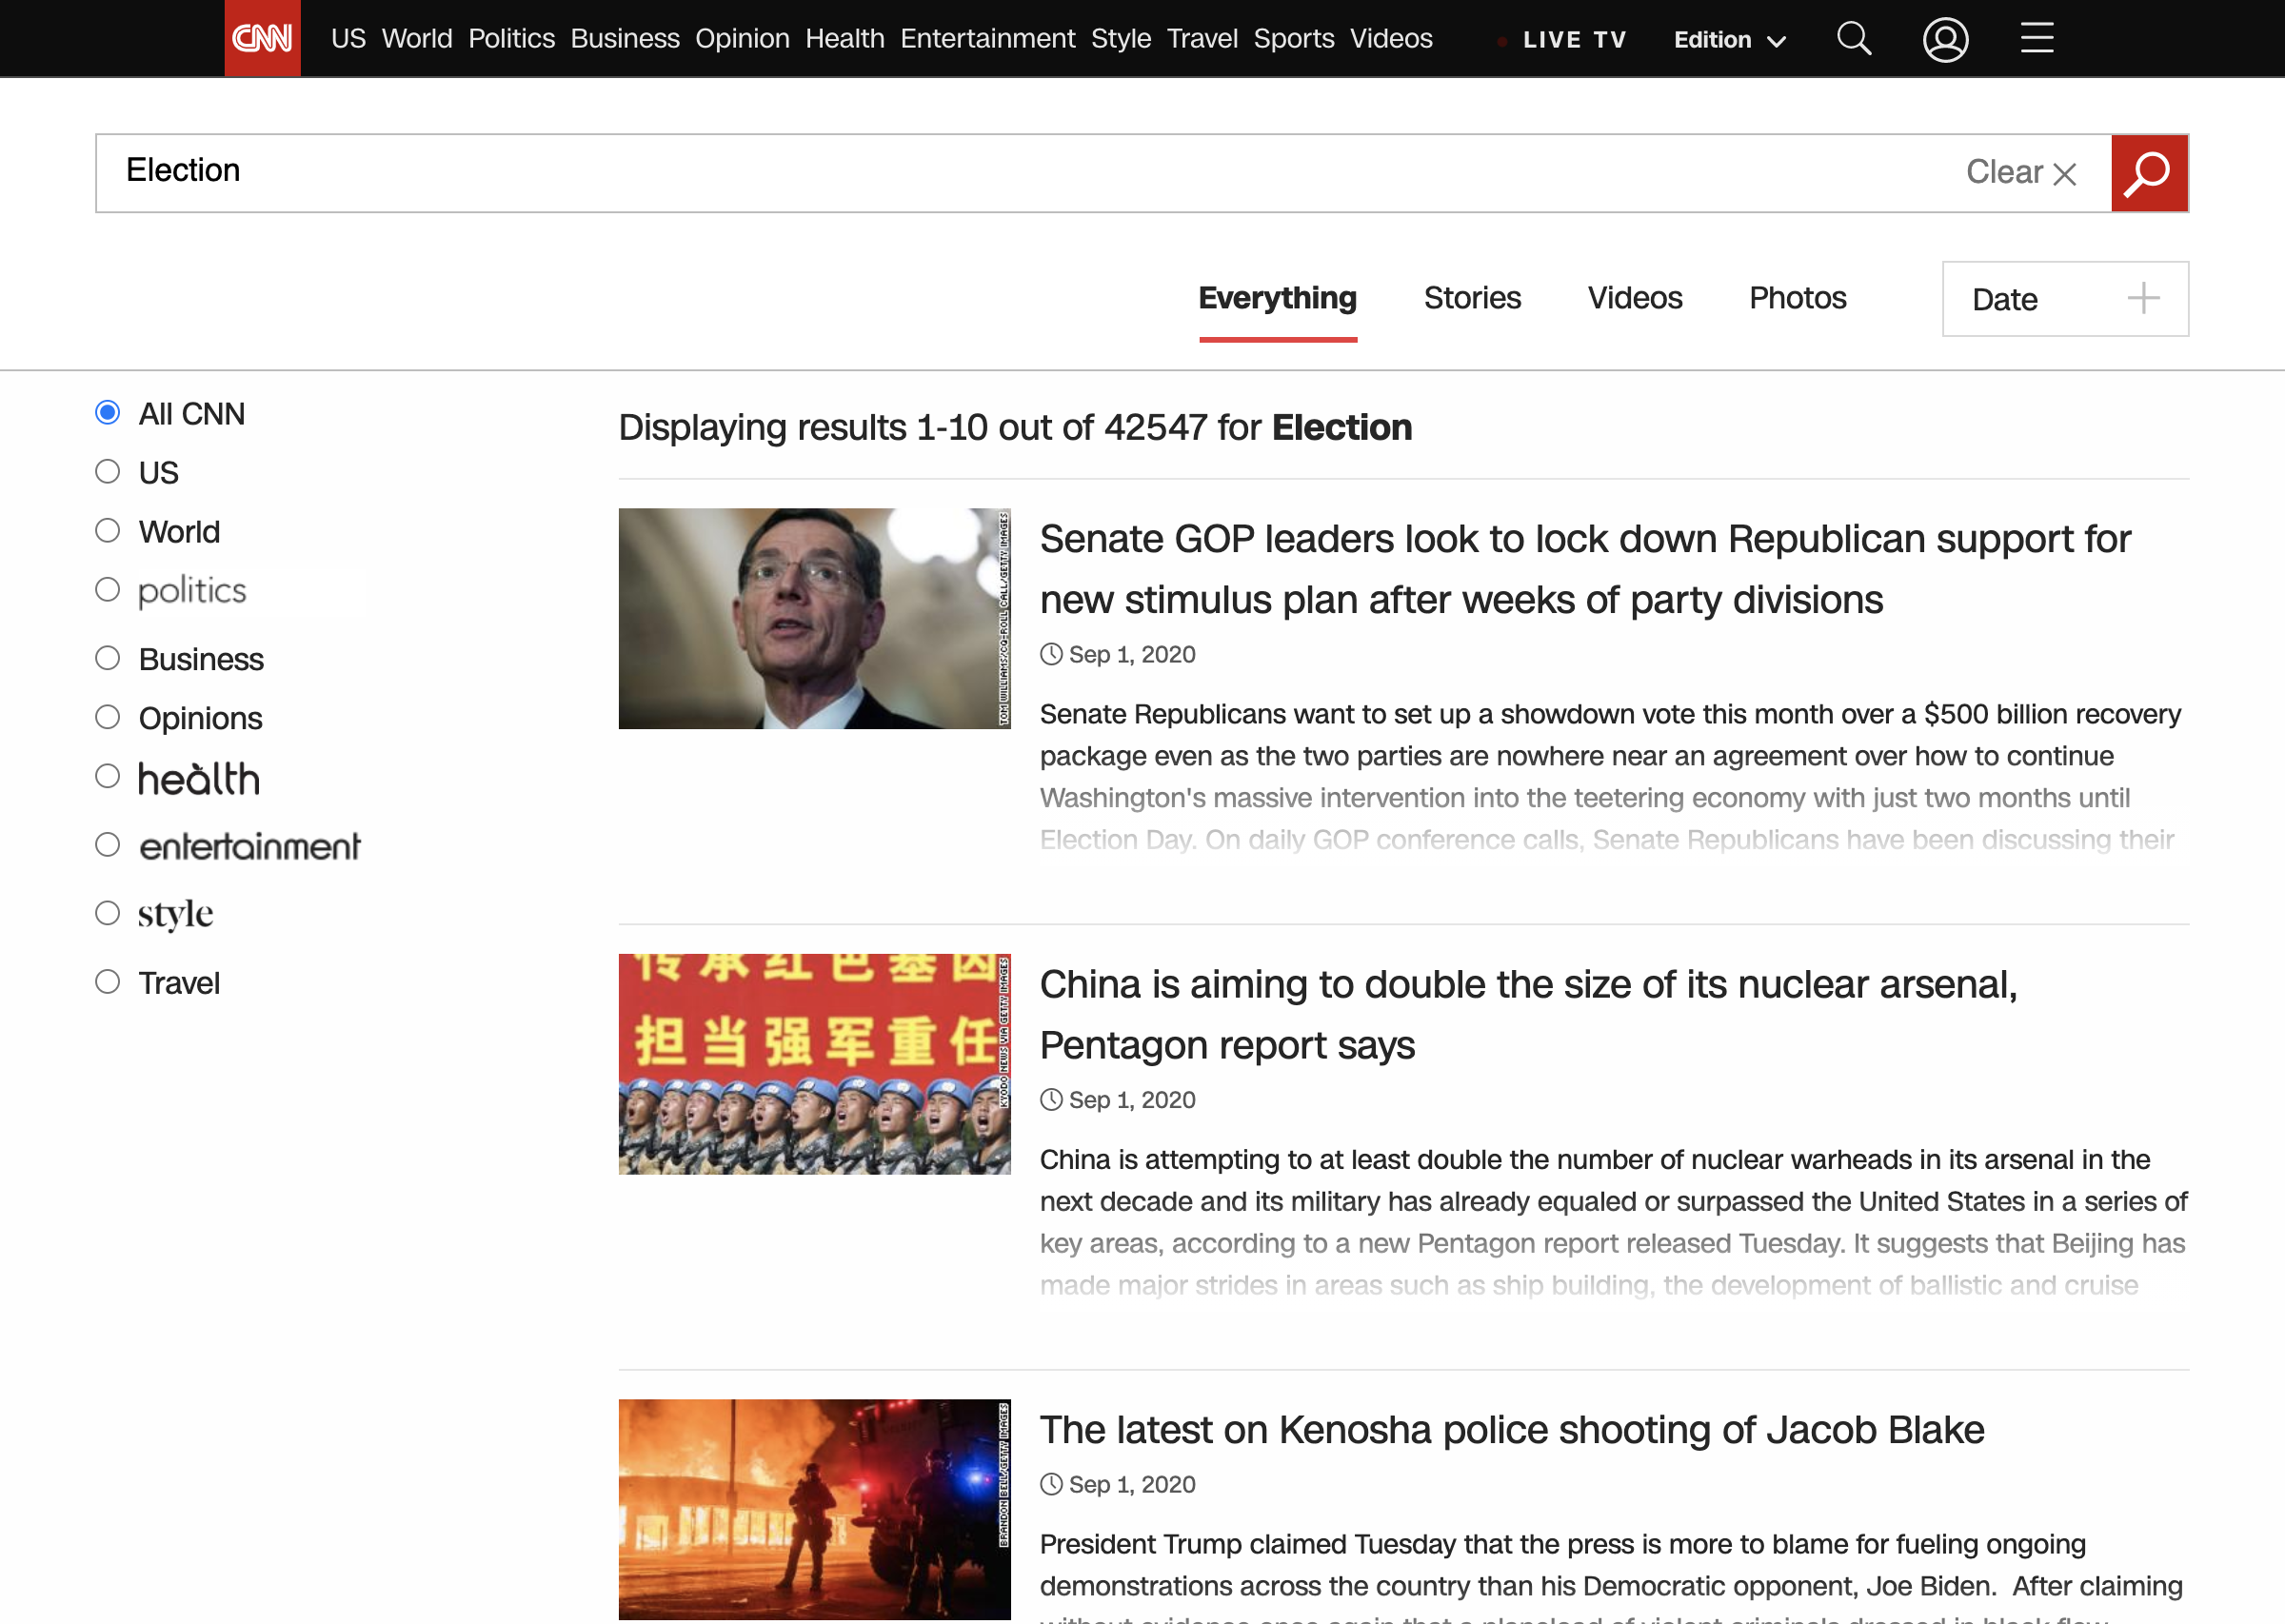 CNN US World Politics Business Opinion Health Entertainment Style Travel Sports Videos LIVE TV Edition
Election Clear
Everything Stories Videos Photos Date
All CNN
US
World
politics
Business
Opinions
health
entertainment
style
Travel
Displaying results 1-10 out of 42547 for Election
TOM WILLIAMS/CQ-ROLL CALL/GETTY IMAGES
Senate GOP leaders look to lock down Republican support for
new stimulus plan after weeks of party divisions
Sep 1, 2020
Senate Republicans want to set up a showdown vote this month over a $500 billion recovery
package even as the two parties are nowhere near an agreement over how to continue
Washington's massive intervention into the teetering economy with just two months until
Election Day. On daily GOP conference calls, Senate Republicans have been discussing their
传承红色基因
担当强军重任
KYODO NEWS VIA GETTY IMAGES
China is aiming to double the size of its nuclear arsenal,
Pentagon report says
Sep 1, 2020
China is attempting to at least double the number of nuclear warheads in its arsenal in the
next decade and its military has already equaled or surpassed the United States in a series of
key areas, according to a new Pentagon report released Tuesday. It suggests that Beijing has
made major strides in areas such as ship building, the development of ballistic and cruise
BRANDON BELL/GETTY IMAGES
The latest on Kenosha police shooting of Jacob Blake
Sep 1, 2020
President Trump claimed Tuesday that the press is more to blame for fueling ongoing
demonstrations across the country than his Democratic opponent, Joe Biden. After claiming
without evidence once again that a planeload of violent criminals dressed in black flew